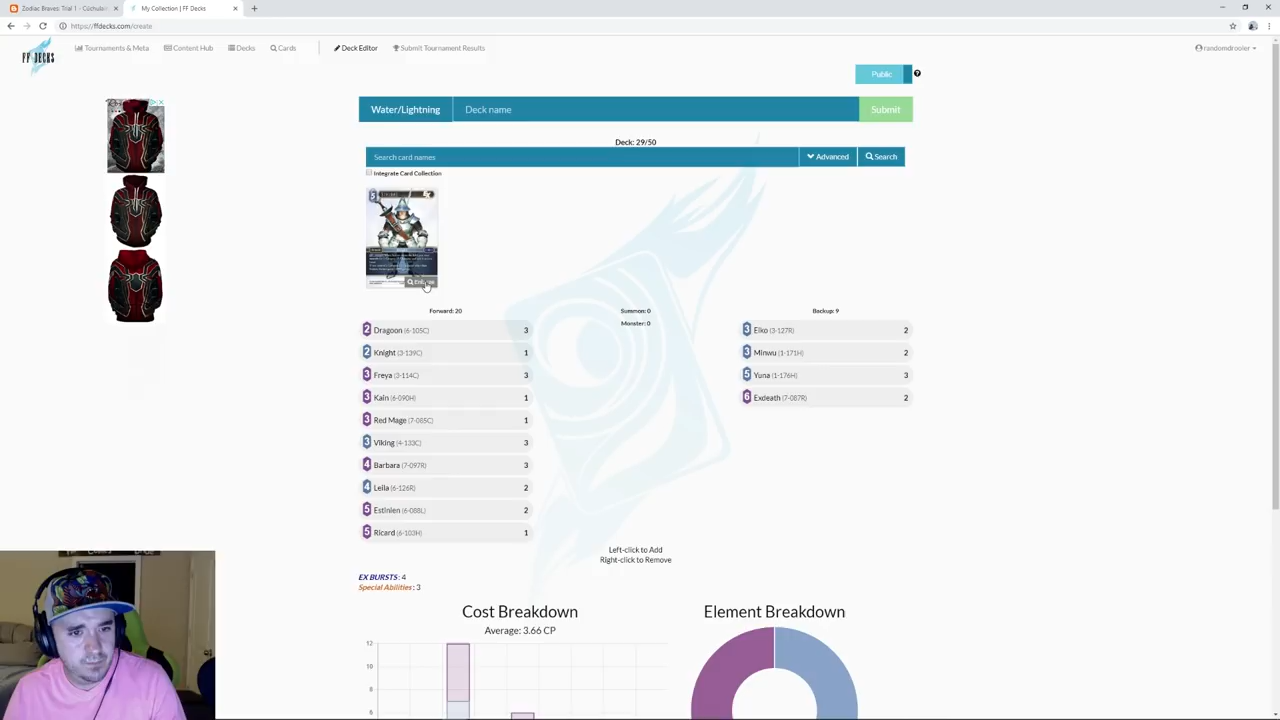 Zodiac Braves: Trial 1 - Cúchulai
My Collection | FF Decks
https://ffdecks.com/create
FF DECKS
Tournaments & Meta
Content Hub
Decks
Cards
Deck Editor
Submit Tournament Results
randomdrooler
Public
Water/Lightning
Deck name
Submit
Deck: 29/50
Search card names
Advanced
Search
Integrate Card Collection
5
Forward: 20
Summon: 0
Monster: 0
Backup: 9
2 Dragoon (6-105C) 3
2 Knight (3-139C) 1
3 Freya (3-114C) 3
3 Kain (6-090H) 1
3 Red Mage (7-085C) 1
3 Viking (4-133C) 3
4 Barbara (7-097R) 3
4 Leila (6-126R) 2
5 Estinien (6-088L) 2
5 Ricard (6-103H) 1
3 Eiko (3-127R) 2
3 Minwu (1-171H) 2
5 Yuna (1-176H) 3
6 Exdeath (7-087R) 2
Left-click to Add
Right-click to Remove
EX BURSTS: 4
Special Abilities: 3
Cost Breakdown
Average: 3.66 CP
12
10
8
6
Element Breakdown